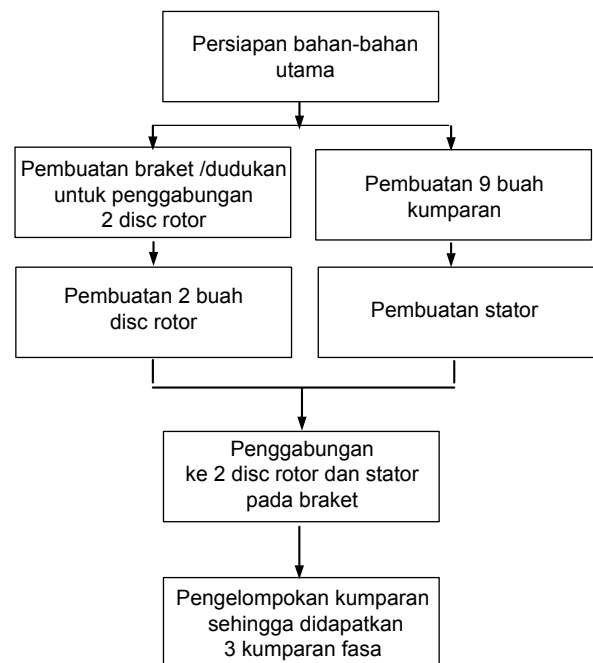 Persiapan bahan-bahan
utama
Pembuatan braket /dudukan
untuk penggabungan
2 disc rotor
Pembuatan 9 buah
kumparan
Pembuatan 2 buah
disc rotor
Pembuatan stator
Penggabungan
ke 2 disc rotor dan stator
pada braket
Pengelompokan kumparan
sehingga didapatkan
3 kumparan fasa